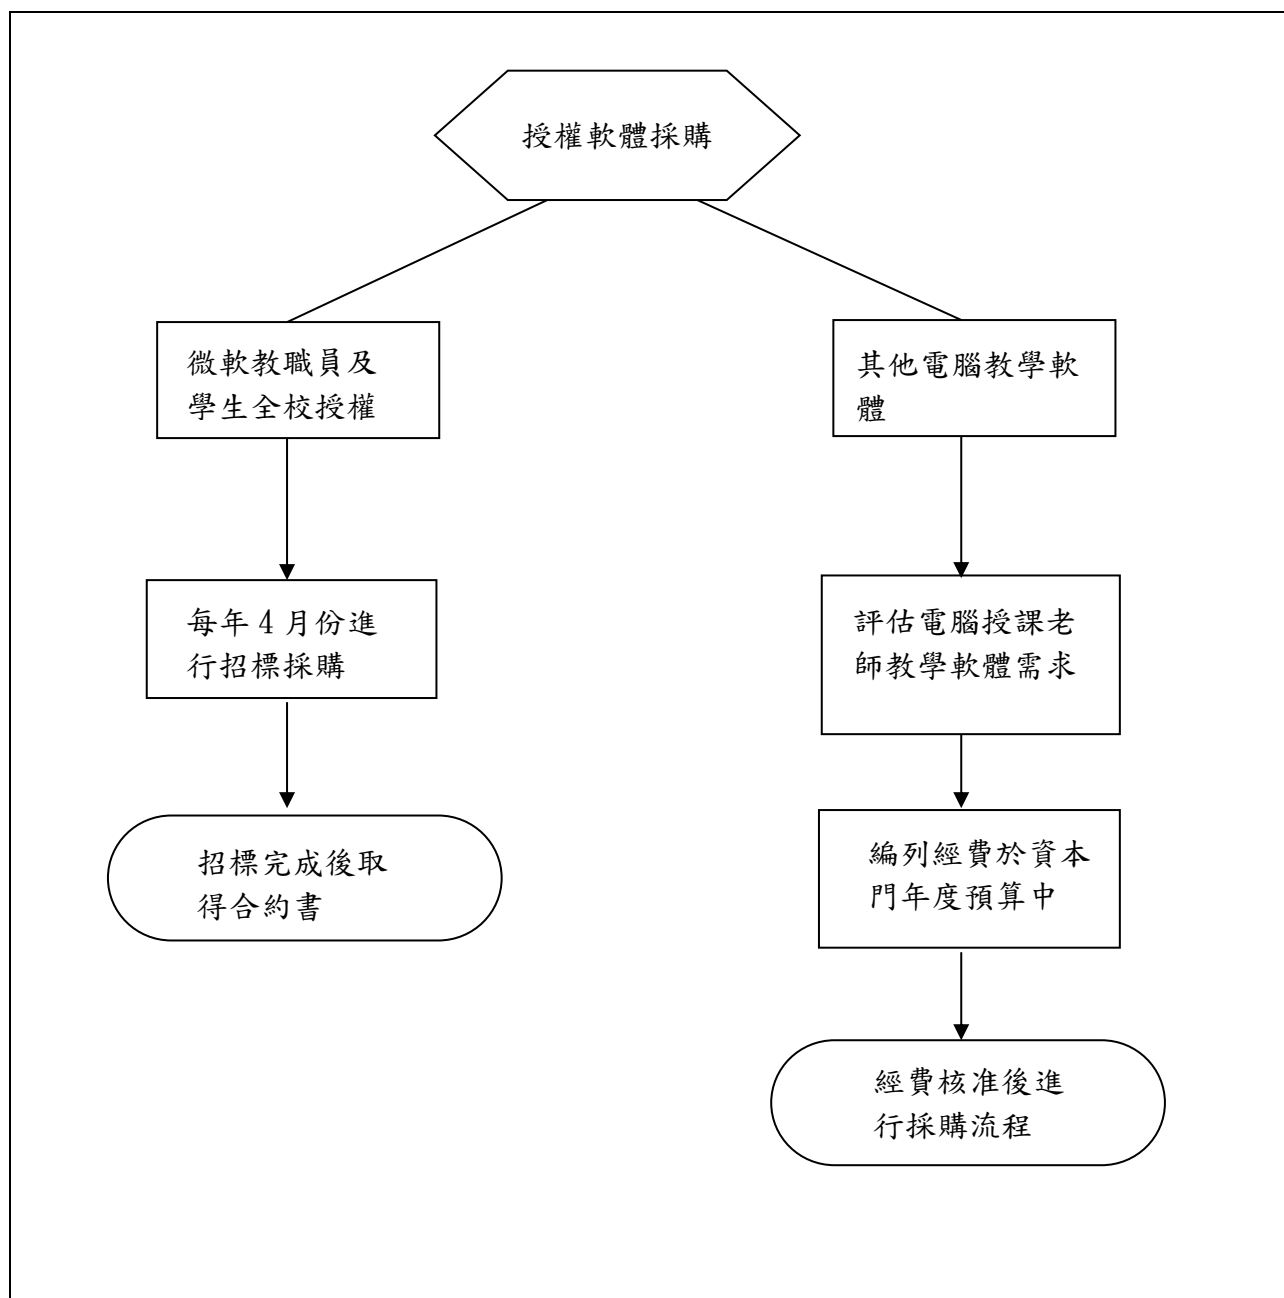 授權軟體採購
微軟教職員及
學生全校授權
每年 4 月份進
行招標採購
招標完成後取
得合約書
其他電腦教學軟
體
評估電腦授課老
師教學軟體需求
編列經費於資本
門年度預算中
經費核准後進
行採購流程